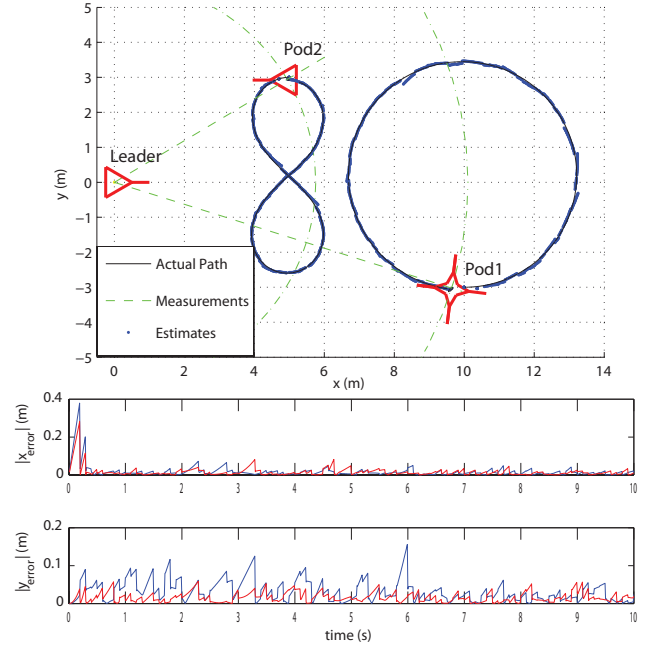 5
4
3
2
1
0
−1
−2
−3
−4
−5
y (m)
Pod2
Leader
Pod1
Actual Path
Measurements
Estimates
0 2 4 6 8 10 12 14
x (m)
0.4
0.2
0
|x_error| (m)
0 1 2 3 4 5 6 7 8 9 10
0.2
0.1
0
|y_error| (m)
0 1 2 3 4 5 6 7 8 9 10
time (s)